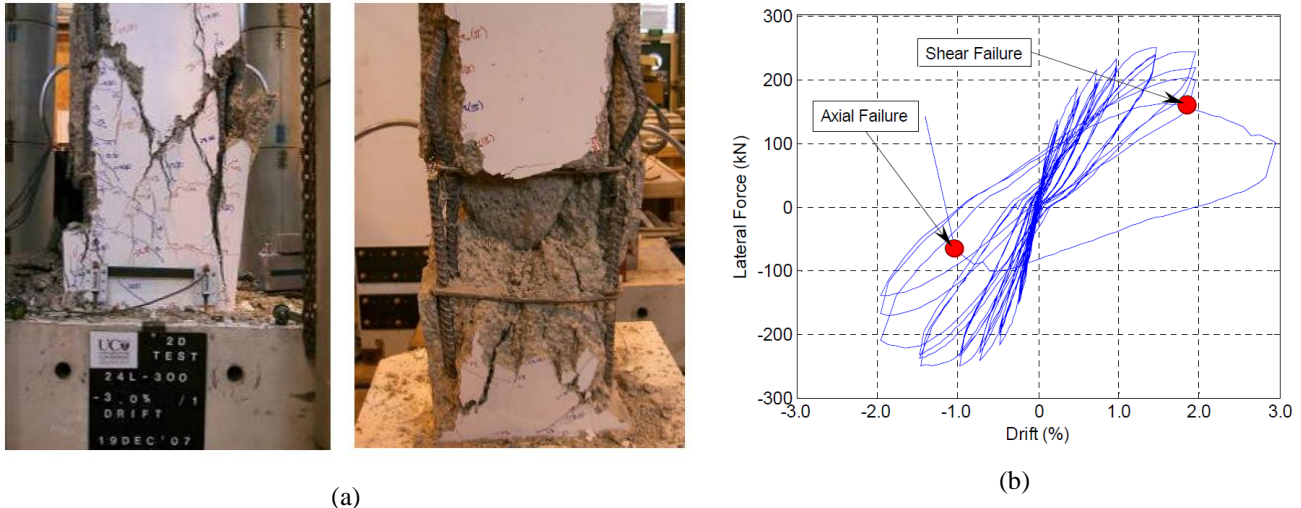 UC
2D
TEST
24L-300
-3.0% /1
DRIFT
19DEC'07
(a)
300
200
100
0
-100
-200
-300
Lateral Force (kN)
Shear Failure
Axial Failure
-3.0 -2.0 -1.0 0 1.0 2.0 3.0
Drift (%)
(b)